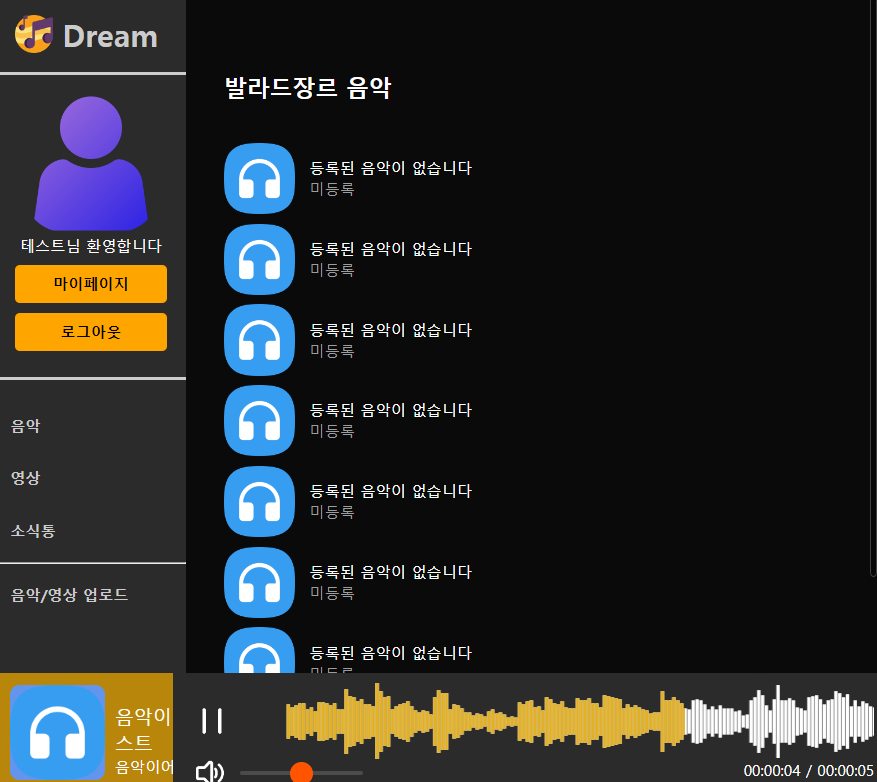 Dream
테스트님 환영합니다
마이페이지
로그아웃
음악
영상
소식통
음악/영상 업로드
발라드장르 음악
등록된 음악이 없습니다
미등록
등록된 음악이 없습니다
미등록
등록된 음악이 없습니다
미등록
등록된 음악이 없습니다
미등록
등록된 음악이 없습니다
미등록
등록된 음악이 없습니다
미등록
등록된 음악이 없습니다
미등록
음악이
스트
음악이어
00:00:04 / 00:00:05